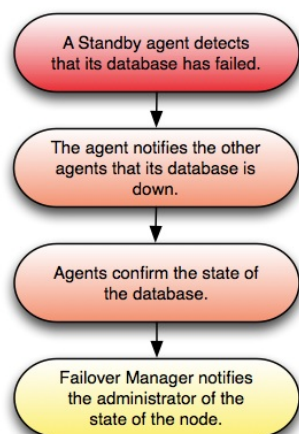 A Standby agent detects
that its database has failed.
The agent notifies the other
agents that its database is
down.
Agents confirm the state of
the database.
Failover Manager notifies
the administrator of the
state of the node.